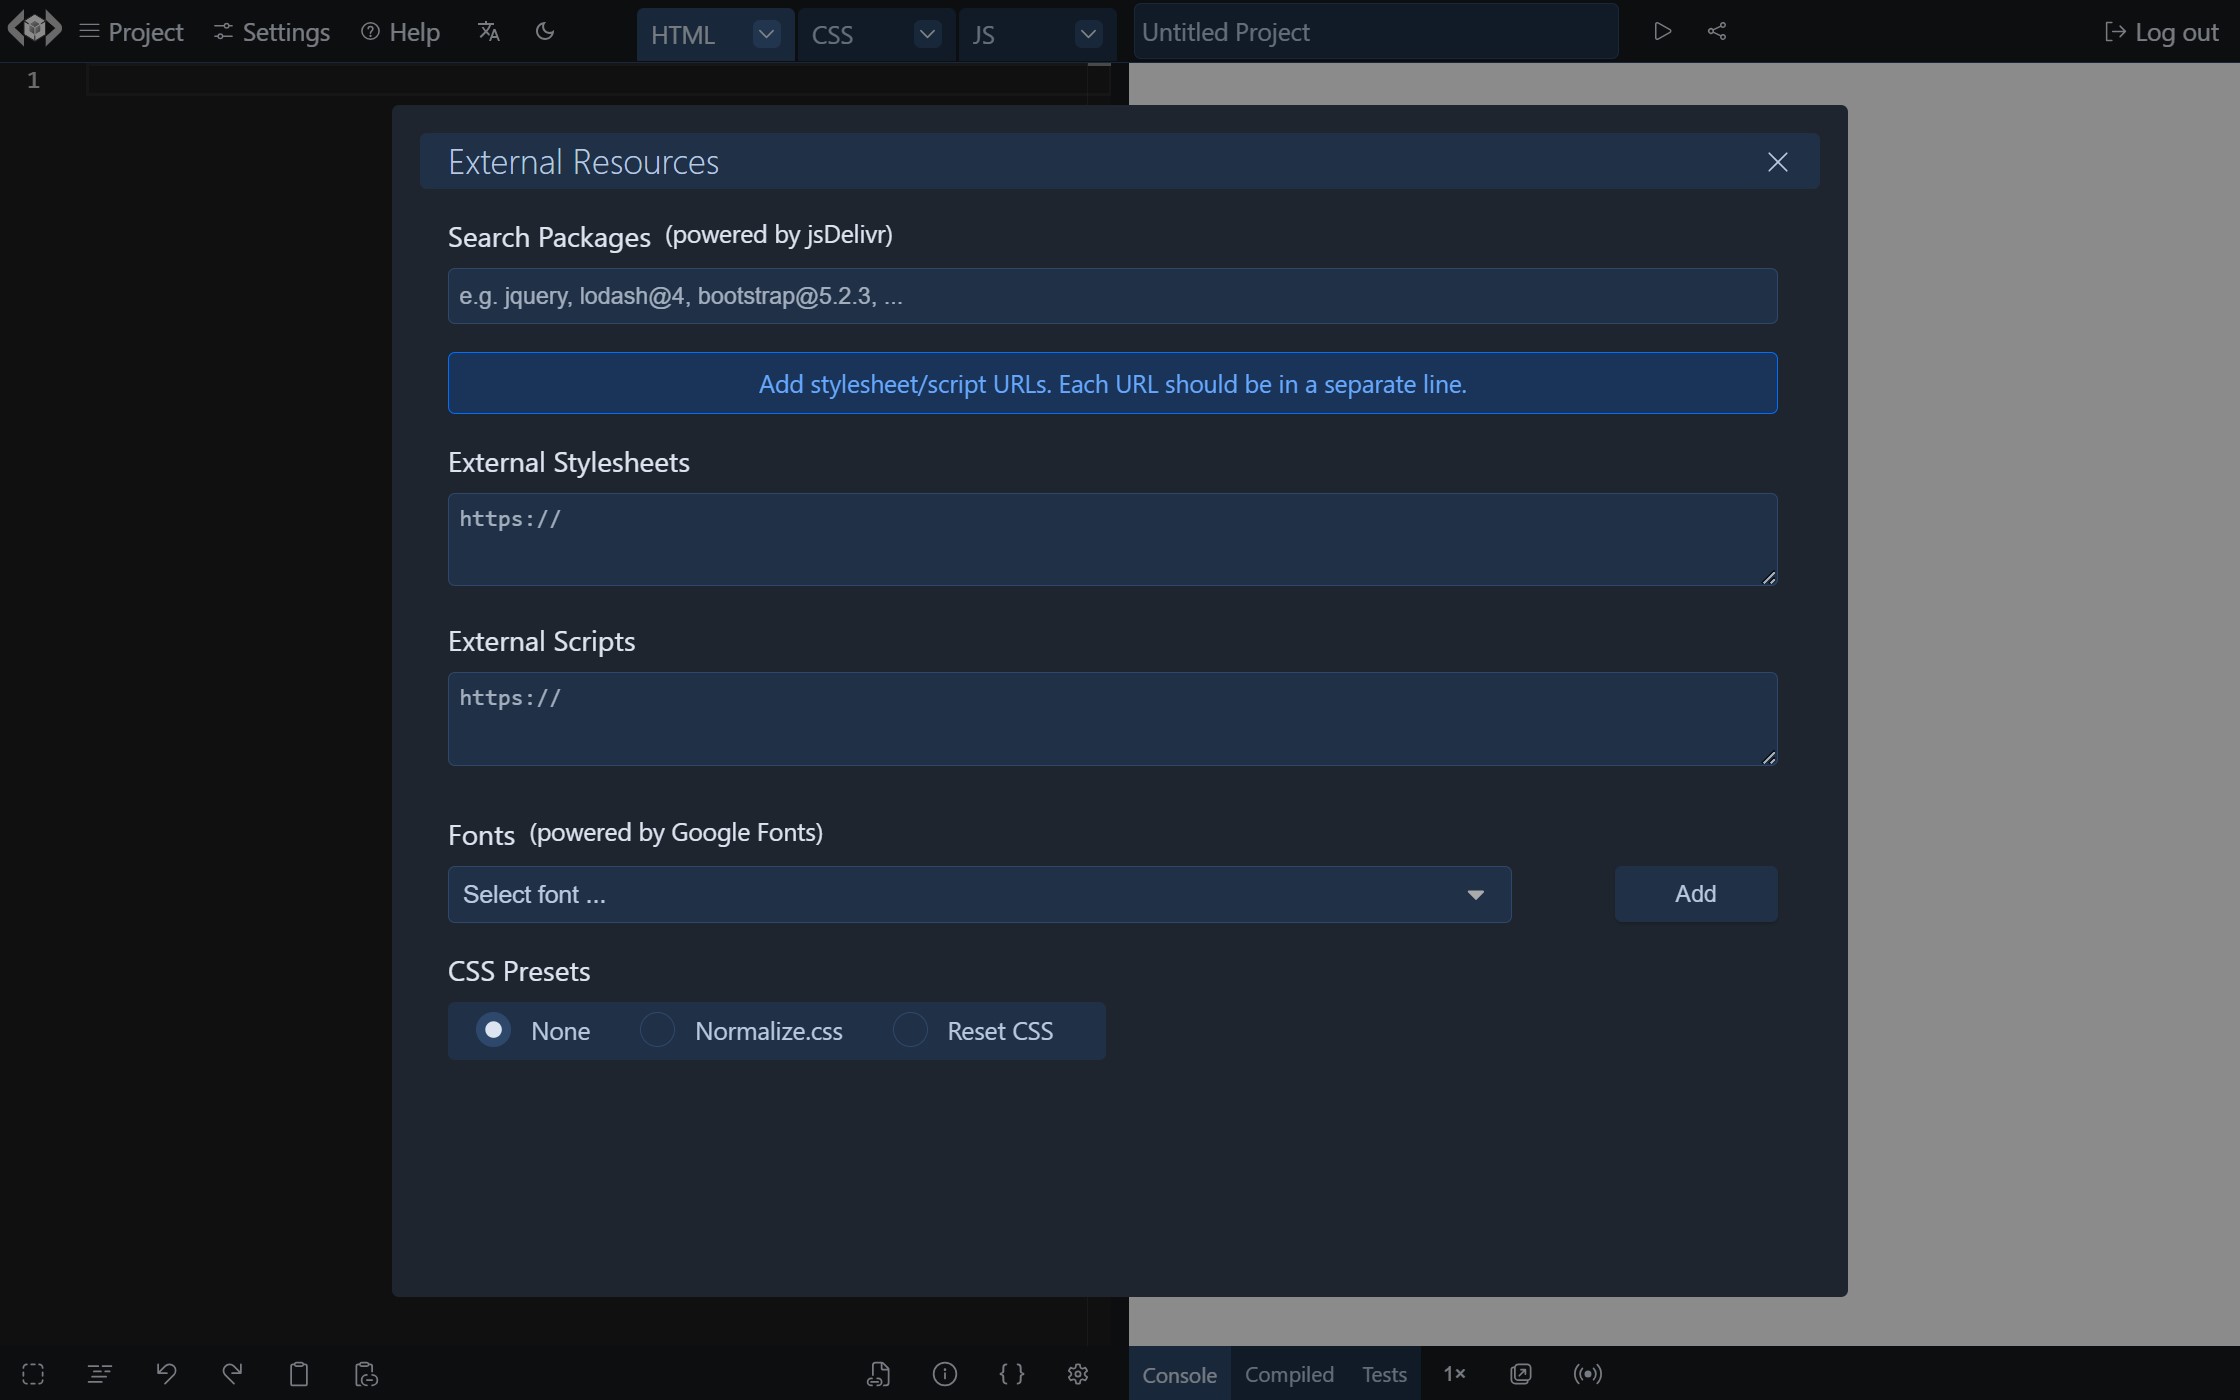 Project
Settings
Help
HTML
CSS
JS
Untitled Project
Log out
1
External Resources
Search Packages (powered by jsDelivr)
e.g. jquery, lodash@4, bootstrap@5.2.3, ...
Add stylesheet/script URLs. Each URL should be in a separate line.
External Stylesheets
https://
External Scripts
https://
Fonts (powered by Google Fonts)
Select font ...
Add
CSS Presets
None
Normalize.css
Reset CSS
Console
Compiled
Tests
1×